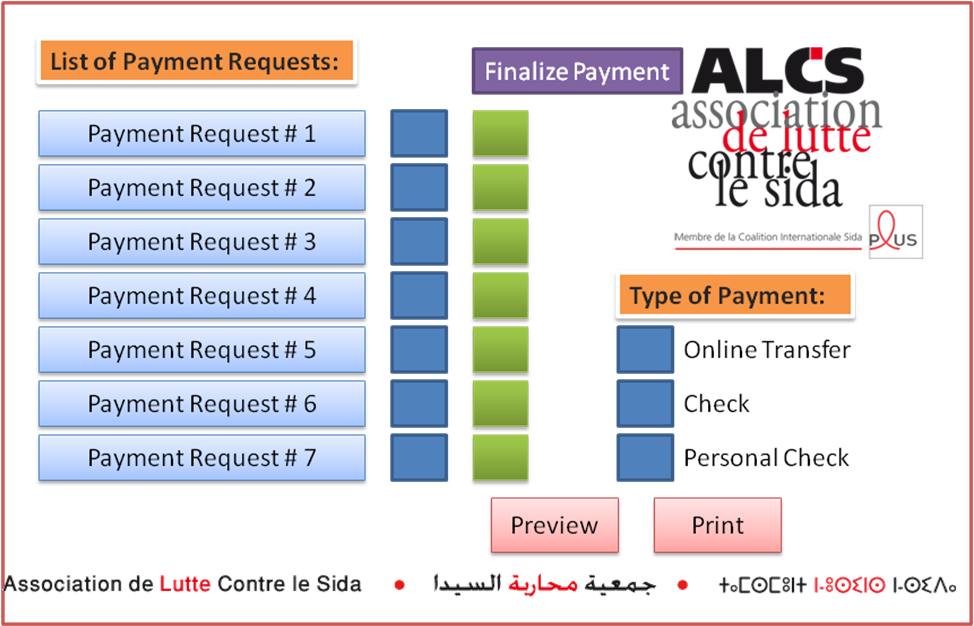 List of Payment Requests:
Finalize Payment
Payment Request # 1
Payment Request # 2
Payment Request # 3
Payment Request # 4
Payment Request # 5
Payment Request # 6
Payment Request # 7
ALCS
association
de lutte
contre
le sida
Membre de la Coalition Internationale Sida
PLUS
Type of Payment:
Online Transfer
Check
Personal Check
Preview
Print
Association de Lutte Contre le Sida • جمعية محاربة السيدا • ⵜⴰⵎⵙⵎⵓⵏⵜ ⵏⵓⵙⵉⵏⵙ ⵏⵙⵉⴷⴰ